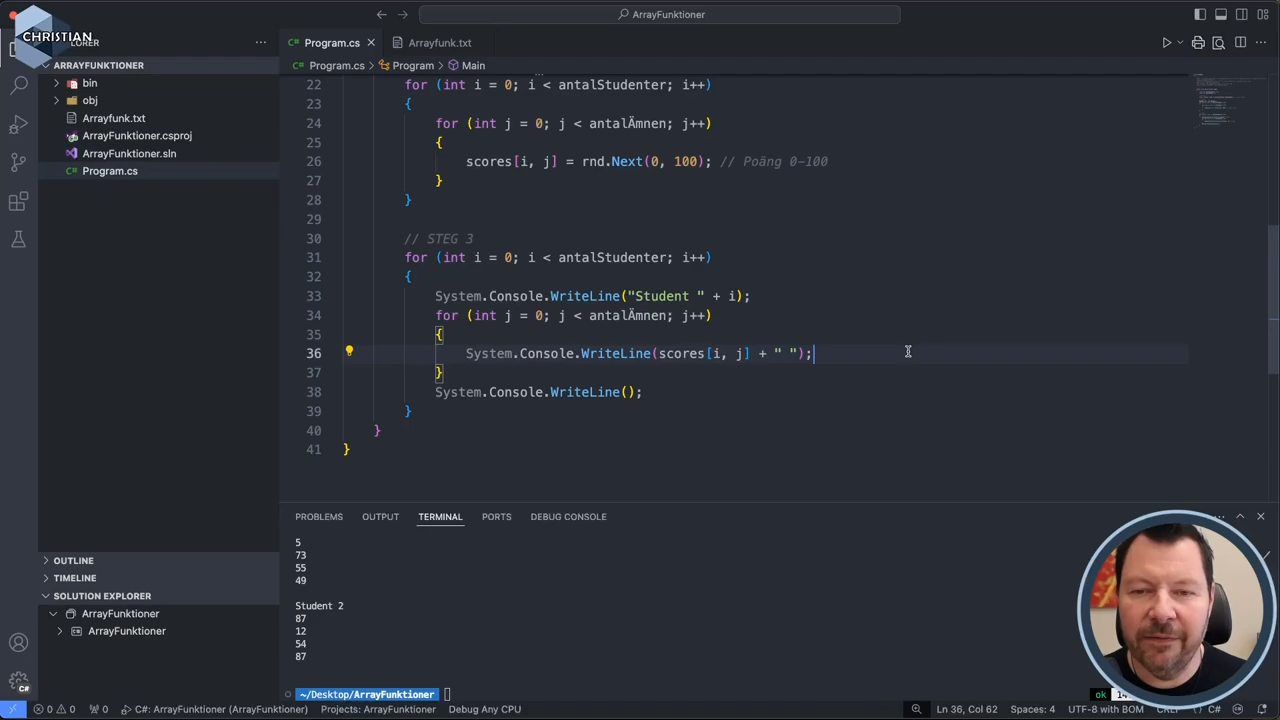 ArrayFunktioner
CHRISTIAN
LORER
Program.cs
Arrayfunk.txt
ARRAYFUNKTIONER
Program.cs > Program > Main
bin
obj
Arrayfunk.txt
ArrayFunktioner.csproj
ArrayFunktioner.sln
Program.cs
22 for (int i = 0; i < antalStudenter; i++)
23 {
24 for (int j = 0; j < antalÄmnen; j++)
25 {
26 scores[i, j] = rnd.Next(0, 100); // Poäng 0-100
27 }
28 }
29
30 // STEG 3
31 for (int i = 0; i < antalStudenter; i++)
32 {
33 System.Console.WriteLine("Student " + i);
34 for (int j = 0; j < antalÄmnen; j++)
35 {
36 System.Console.WriteLine(scores[i, j] + " ");
37 }
38 System.Console.WriteLine();
39 }
40 }
41 }
PROBLEMS OUTPUT TERMINAL PORTS DEBUG CONSOLE
5
73
55
49
Student 2
87
12
54
87
~/Desktop/ArrayFunktioner
ok
OUTLINE
TIMELINE
SOLUTION EXPLORER
ArrayFunktioner
ArrayFunktioner
C#
0 0 0 C#: ArrayFunktioner (ArrayFunktioner) Projects: ArrayFunktioner Debug Any CPU Ln 36, Col 62 Spaces: 4 UTF-8 with BOM CRLF C#